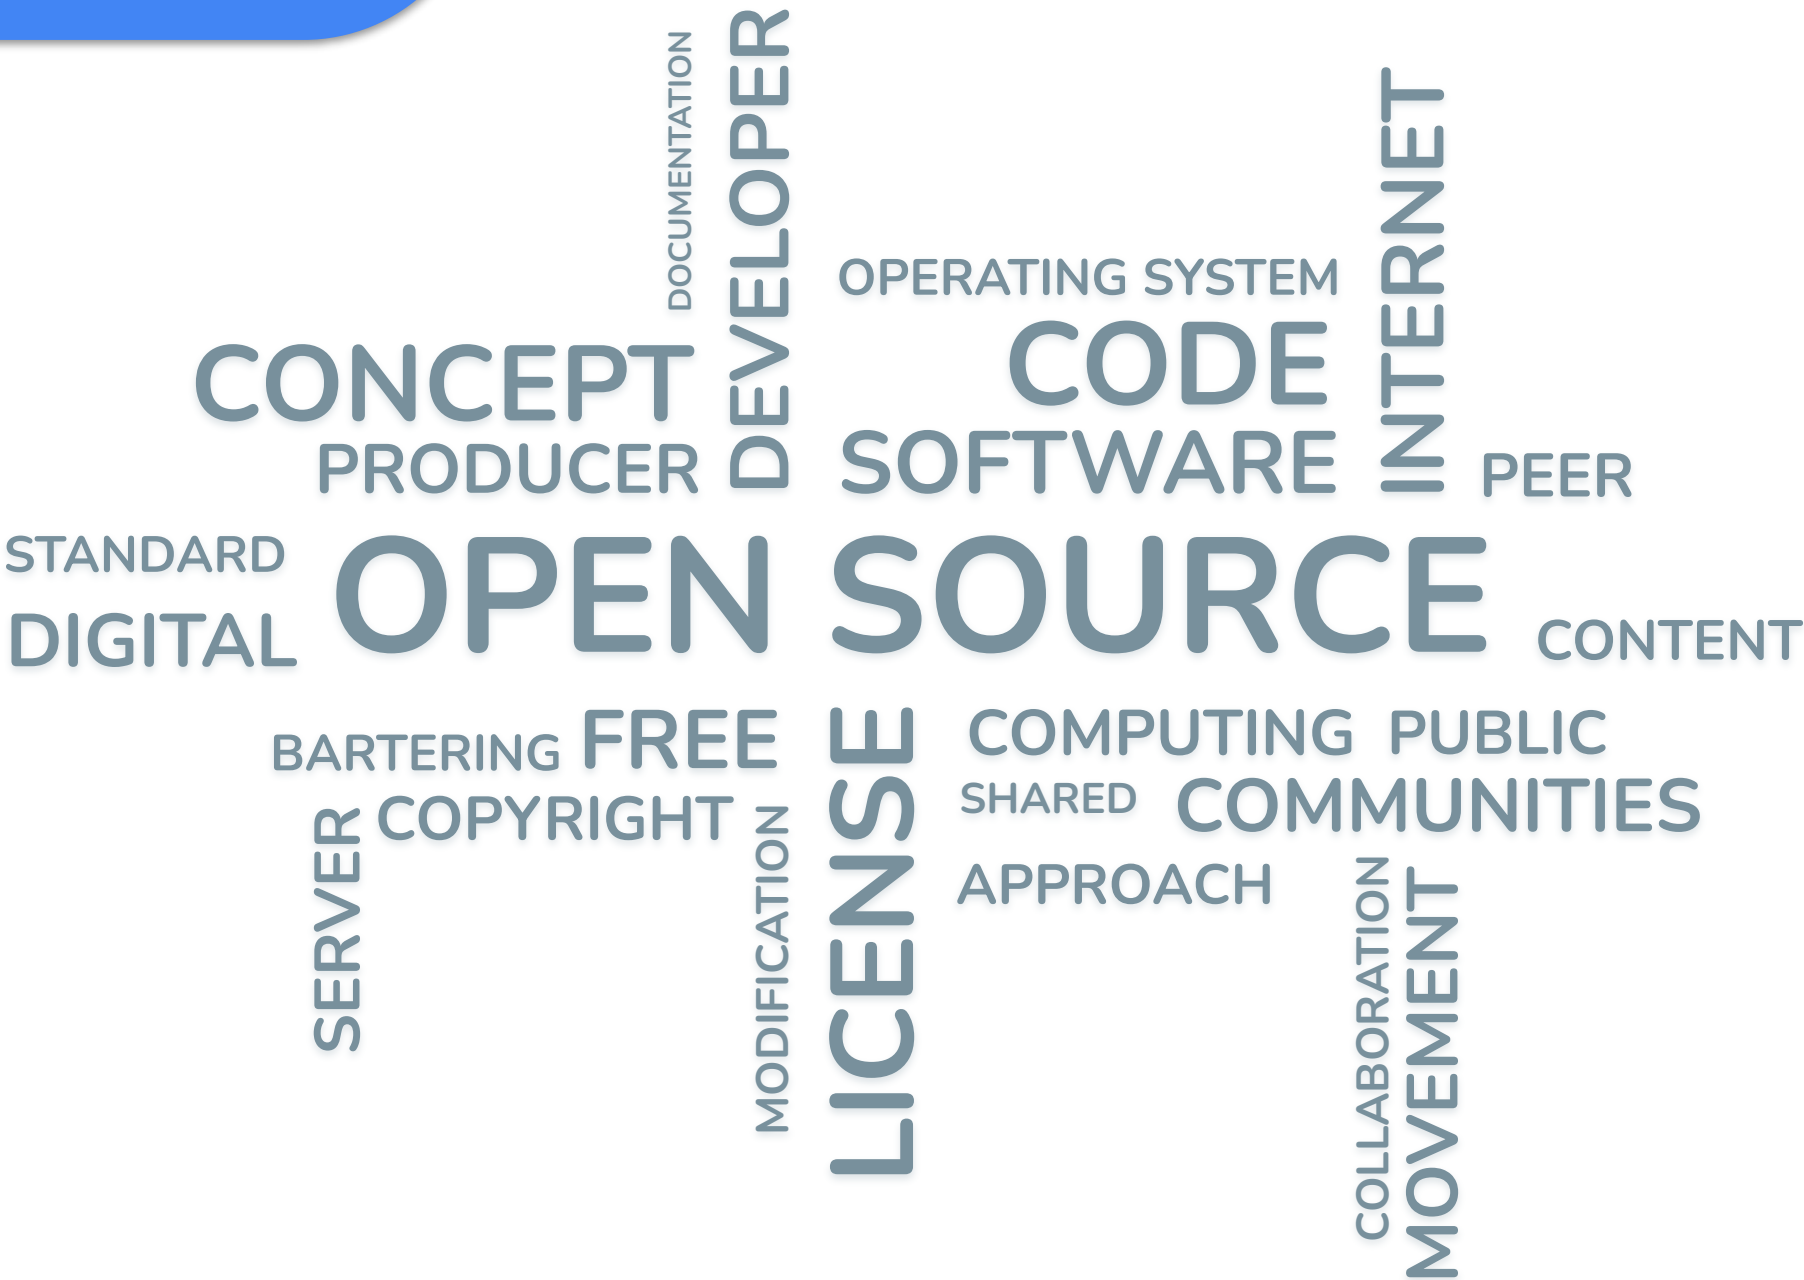 DOCUMENTATION
DEVELOPER
INTERNET
OPERATING SYSTEM
CONCEPT
CODE
PRODUCER
SOFTWARE
PEER
STANDARD
OPEN SOURCE
DIGITAL
CONTENT
BARTERING
FREE
LICENSE
COMPUTING
PUBLIC
SHARED
COMMUNITIES
COPYRIGHT
SERVER
MODIFICATION
APPROACH
COLLABORATION
MOVEMENT